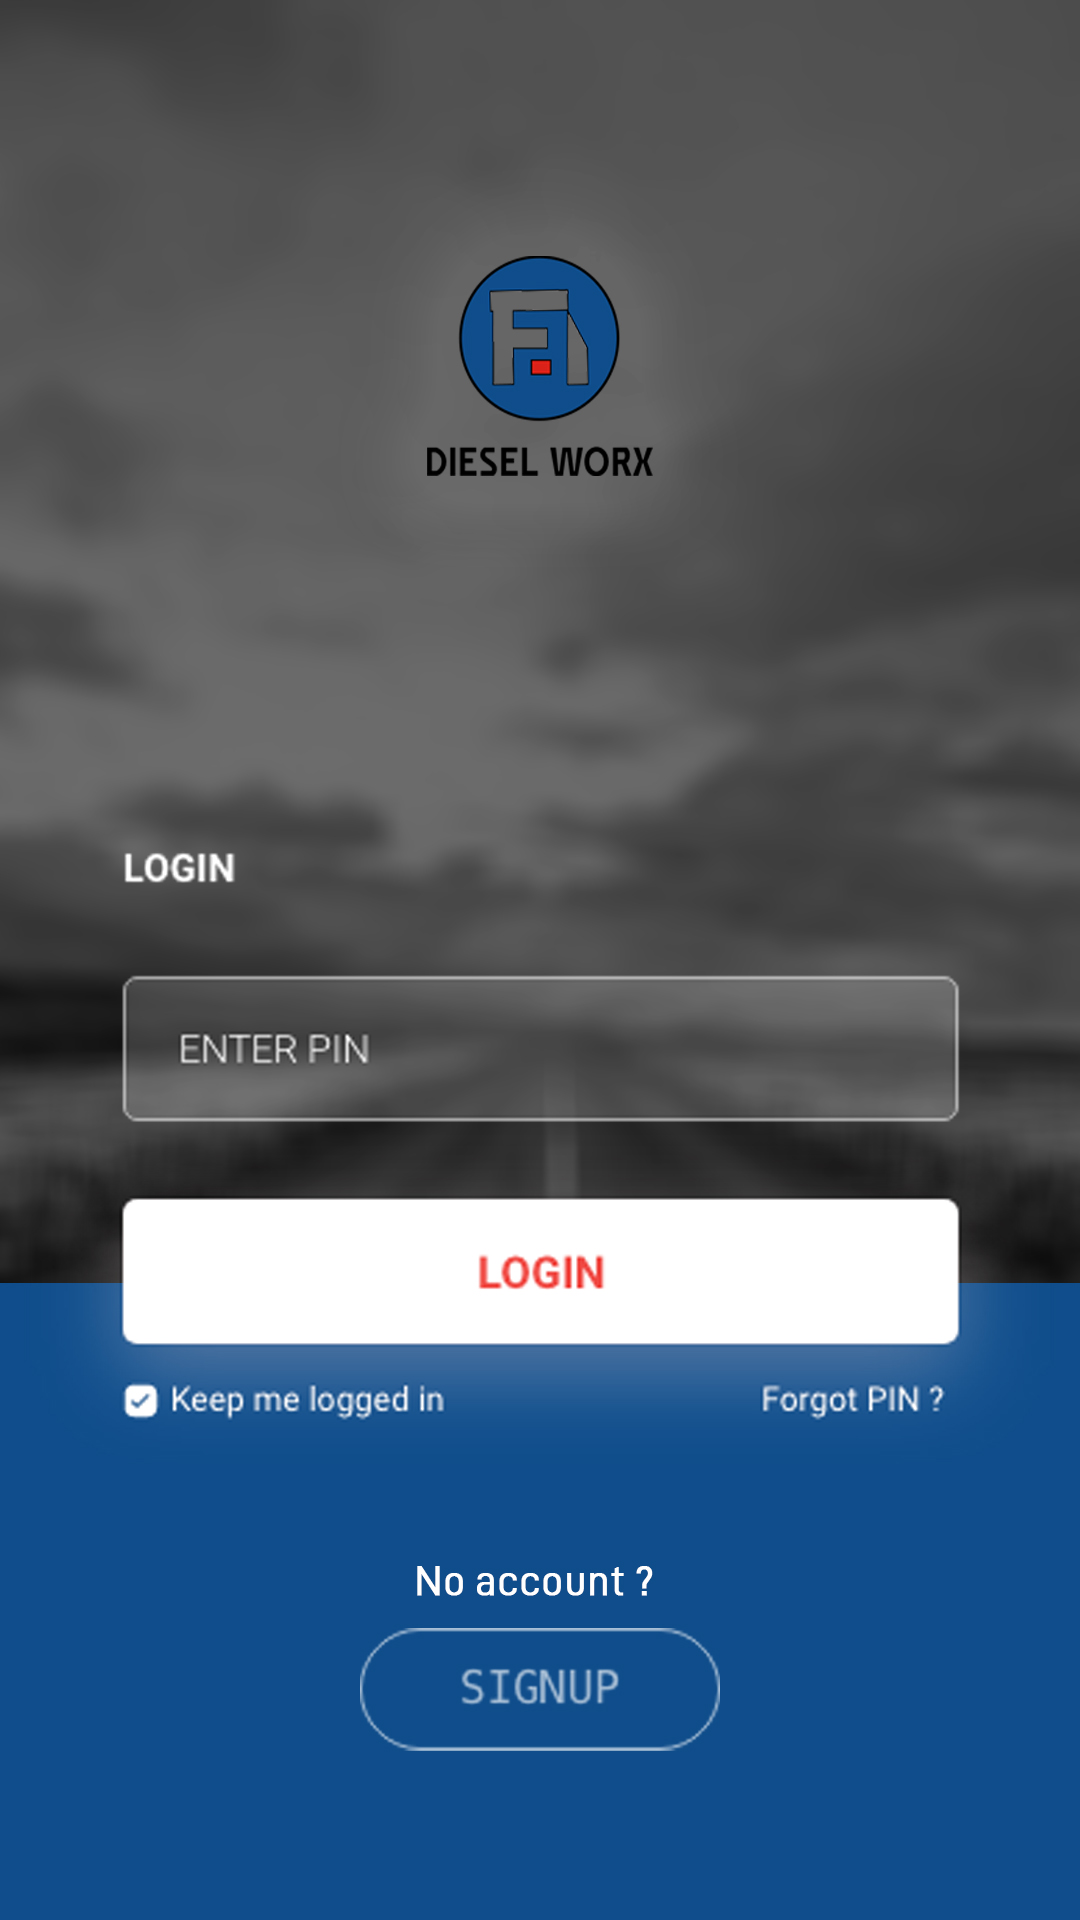 DIESEL WORX
LOGIN
ENTER PIN
LOGIN
Keep me logged in
Forgot PIN ?
No account ?
SIGNUP